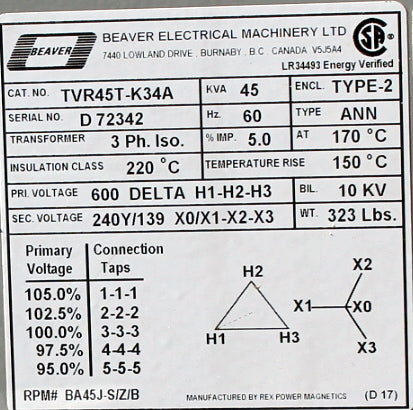 BEAVER
BEAVER ELECTRICAL MACHINERY LTD
7440 LOWLAND DRIVE, BURNABY, B.C. CANADA V5J5A4
LR34493 Energy Verified
CAT. NO. TVR45T-K34A KVA 45 ENCL. TYPE-2
SERIAL NO. D 72342 Hz. 60 TYPE ANN
TRANSFORMER 3 Ph. Iso. % IMP. 5.0 AT 170 °C
INSULATION CLASS 220 °C TEMPERATURE RISE 150 °C
PRI. VOLTAGE 600 DELTA H1-H2-H3 BIL. 10 KV
SEC. VOLTAGE 240Y/139 X0/X1-X2-X3 WT. 323 Lbs.
Primary Connection
Voltage Taps
105.0% 1-1-1
102.5% 2-2-2
100.0% 3-3-3
97.5% 4-4-4
95.0% 5-5-5
H2
H1 H3
X2
X1 X0
X3
RPM# BA45J-S/Z/B MANUFACTURED BY REX POWER MAGNETICS (D 17)